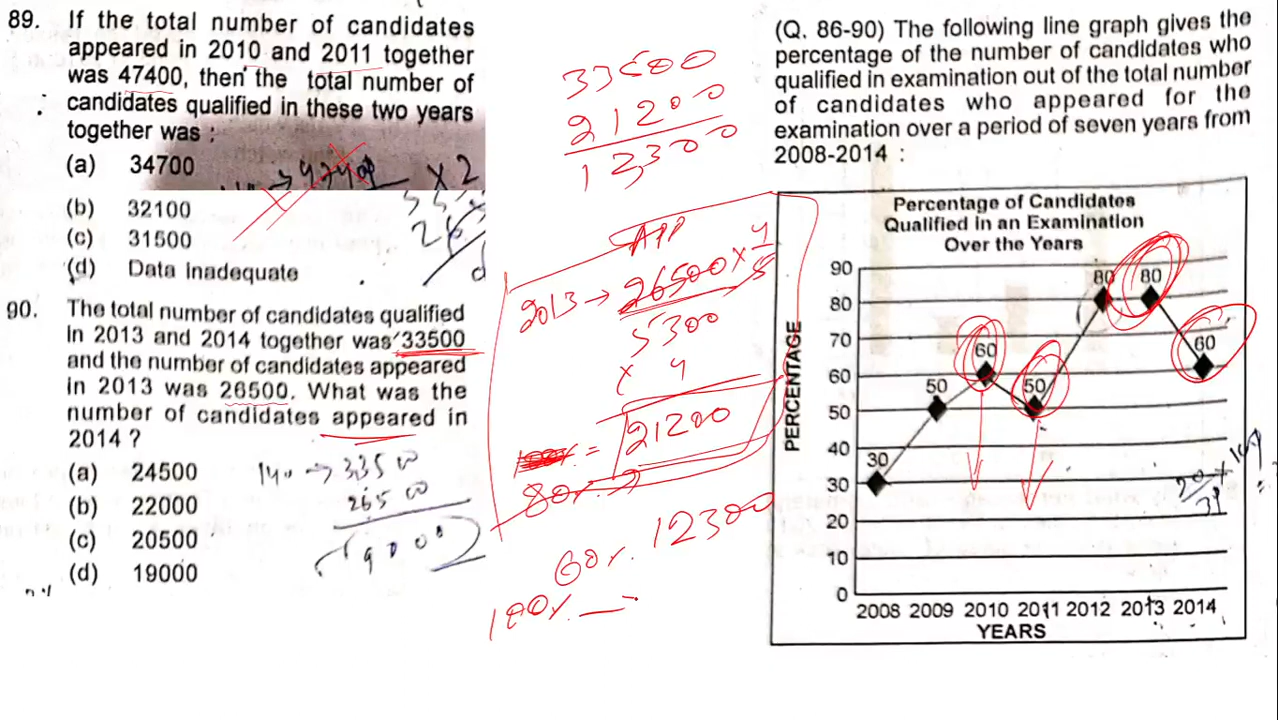 89. If the total number of candidates
appeared in 2010 and 2011 together
was 47400, then the total number of
candidates qualified in these two years
together was :
(a) 34700
(b) 32100
(c) 31500
(d) Data Inadequate
90. The total number of candidates qualified
in 2013 and 2014 together was 33500
and the number of candidates appeared
in 2013 was 26500. What was the
number of candidates appeared in
2014 ?
(a) 24500
(b) 22000
(c) 20500
(d) 19000
140 → 33500
26500
33500
21200
12300
APP
2013 → 26500 × 4/5
5300
× 4
= 21200
80% →
60% 12300
100% →
(Q. 86-90) The following line graph gives the
percentage of the number of candidates who
qualified in examination out of the total number
of candidates who appeared for the
examination over a period of seven years from
2008-2014 :
Percentage of Candidates
Qualified in an Examination
Over the Years
PERCENTAGE
90
80
70
60
50
40
30
20
10
0
30
50
60
50
80
80
60
2008 2009 2010 2011 2012 2013 2014
YEARS